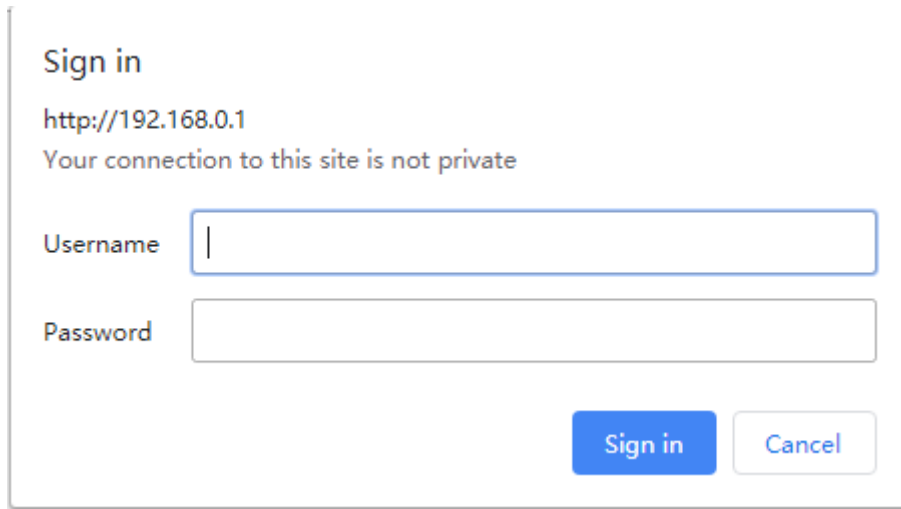 Sign in
http://192.168.0.1
Your connection to this site is not private
Username
Password
Sign in Cancel